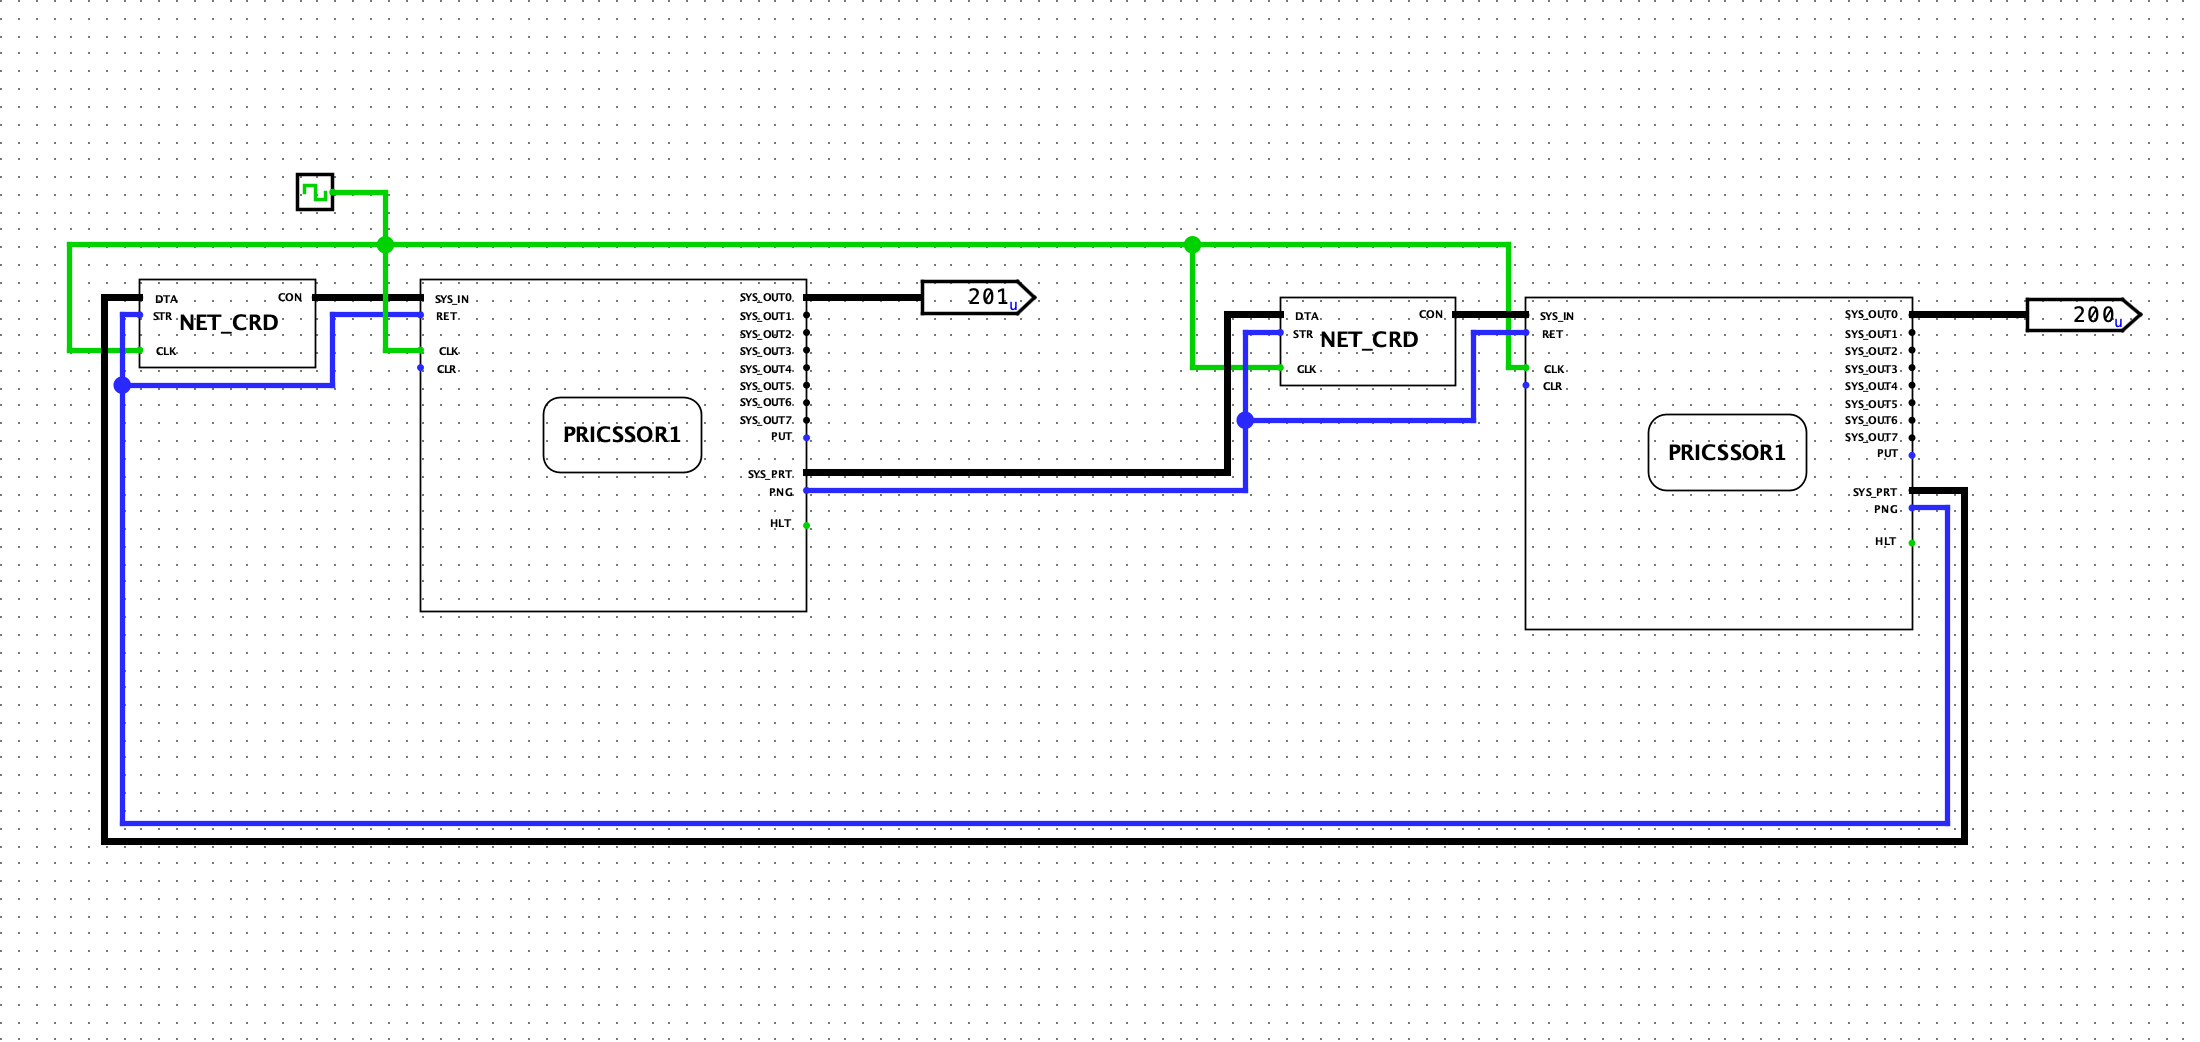 DTA
STR
CLK
CON
NET_CRD
SYS_IN
RET
CLK
CLR
PRICSSOR1
SYS_OUT0
SYS_OUT1
SYS_OUT2
SYS_OUT3
SYS_OUT4
SYS_OUT5
SYS_OUT6
SYS_OUT7
PUT
SYS_PRT
PNG
HLT
201u
DTA
STR
CLK
CON
NET_CRD
SYS_IN
RET
CLK
CLR
PRICSSOR1
SYS_OUT0
SYS_OUT1
SYS_OUT2
SYS_OUT3
SYS_OUT4
SYS_OUT5
SYS_OUT6
SYS_OUT7
PUT
SYS_PRT
PNG
HLT
200u